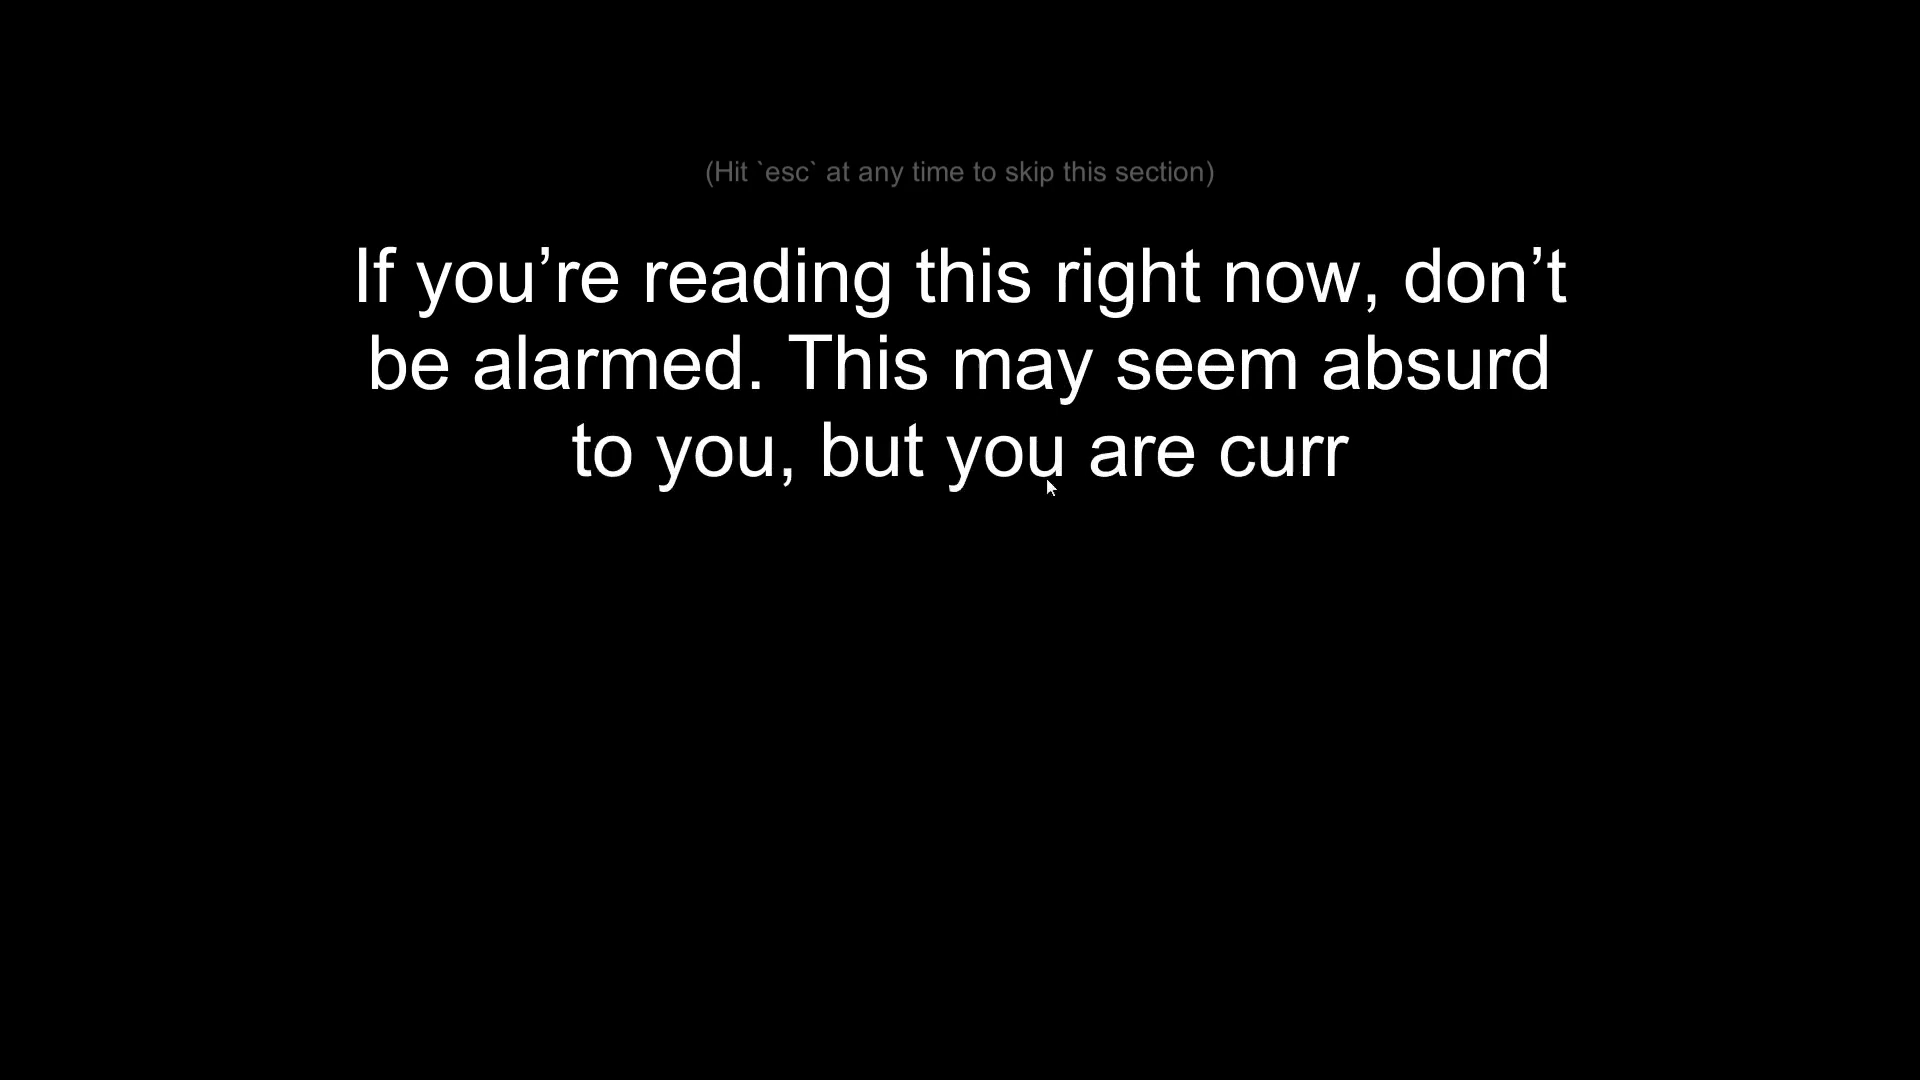 (Hit `esc` at any time to skip this section)
If you’re reading this right now, don’t
be alarmed. This may seem absurd
to you, but you are curr